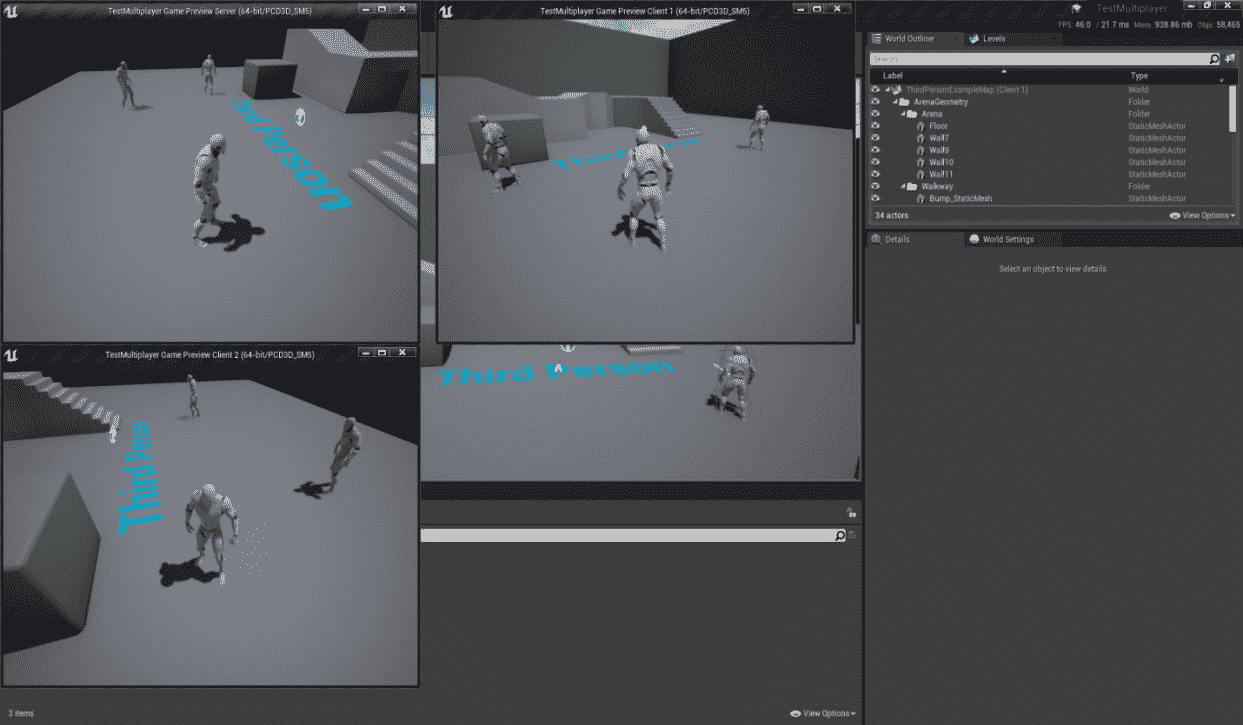 TestMultiplayer Game Preview Server (64-bit/PCD3D_SM5)
Third Person
TestMultiplayer Game Preview Client 1 (64-bit/PCD3D_SM5)
TestMultiplayer
FPS: 46.0 / 21.7 ms Mem: 938.86 mb Objs: 58,465
World Outliner
Levels
Label Type
ThirdPersonExampleMap (Client 1) World
ArenaGeometry Folder
Arena Folder
Floor StaticMeshActor
Wall7 StaticMeshActor
Wall9 StaticMeshActor
Wall10 StaticMeshActor
Wall11 StaticMeshActor
Walkway Folder
Bump_StaticMesh StaticMeshActor
34 actors View Options
Details
World Settings
Select an object to view details
TestMultiplayer Game Preview Client 2 (64-bit/PCD3D_SM5)
Third Person
Third Person
3 items View Options